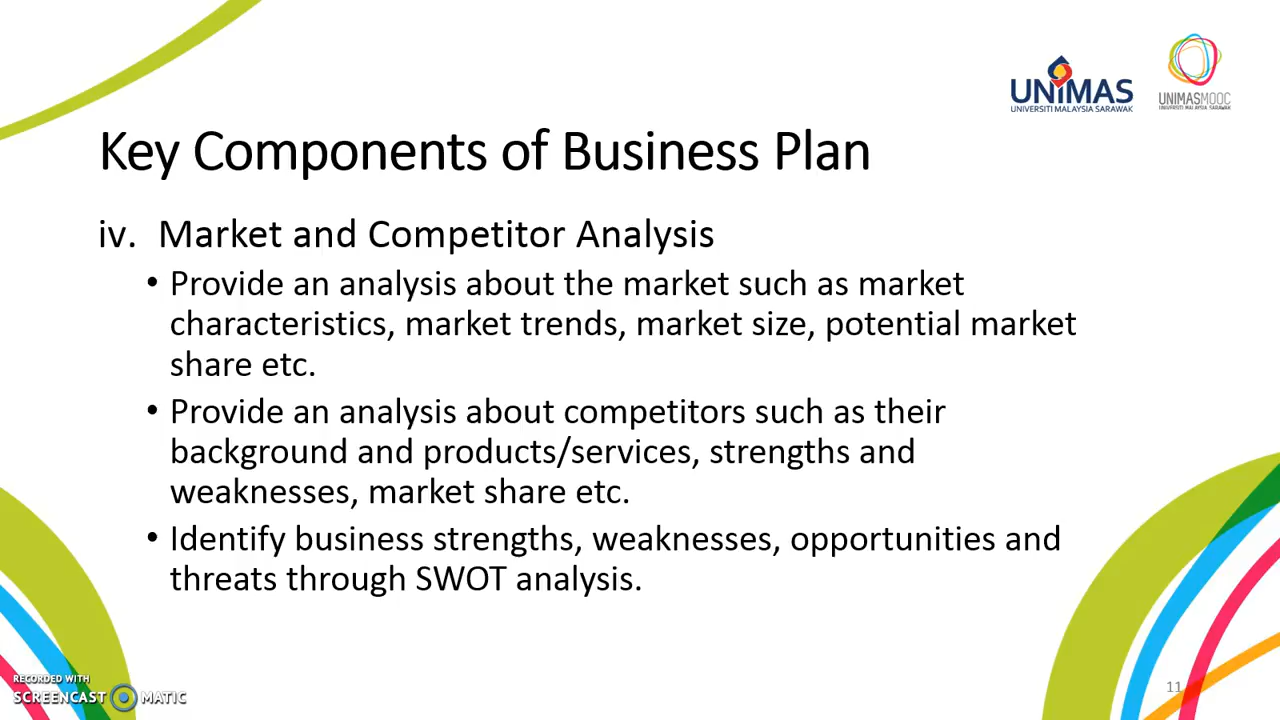 UNIMAS
UNIVERSITI MALAYSIA SARAWAK
UNIMASMOOC
UNIVERSITI MALAYSIA SARAWAK
Key Components of Business Plan
iv. Market and Competitor Analysis
• Provide an analysis about the market such as market
characteristics, market trends, market size, potential market
share etc.
• Provide an analysis about competitors such as their
background and products/services, strengths and
weaknesses, market share etc.
• Identify business strengths, weaknesses, opportunities and
threats through SWOT analysis.
RECORDED WITH
SCREENCAST MATIC
11